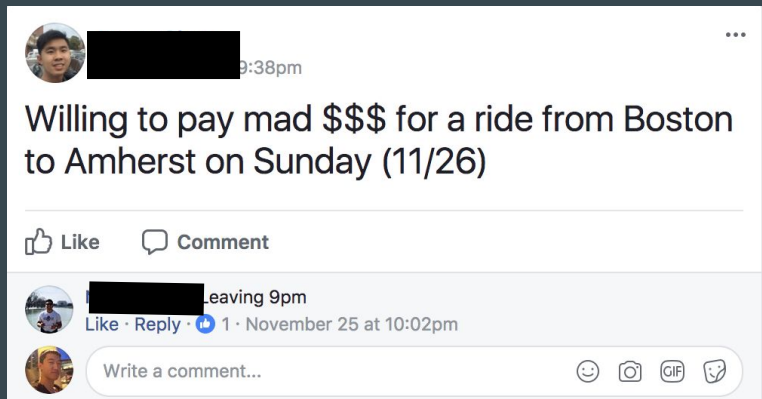 9:38pm
Willing to pay mad $$$ for a ride from Boston
to Amherst on Sunday (11/26)
Like Comment
Leaving 9pm
Like · Reply · 1 · November 25 at 10:02pm
Write a comment...
GIF